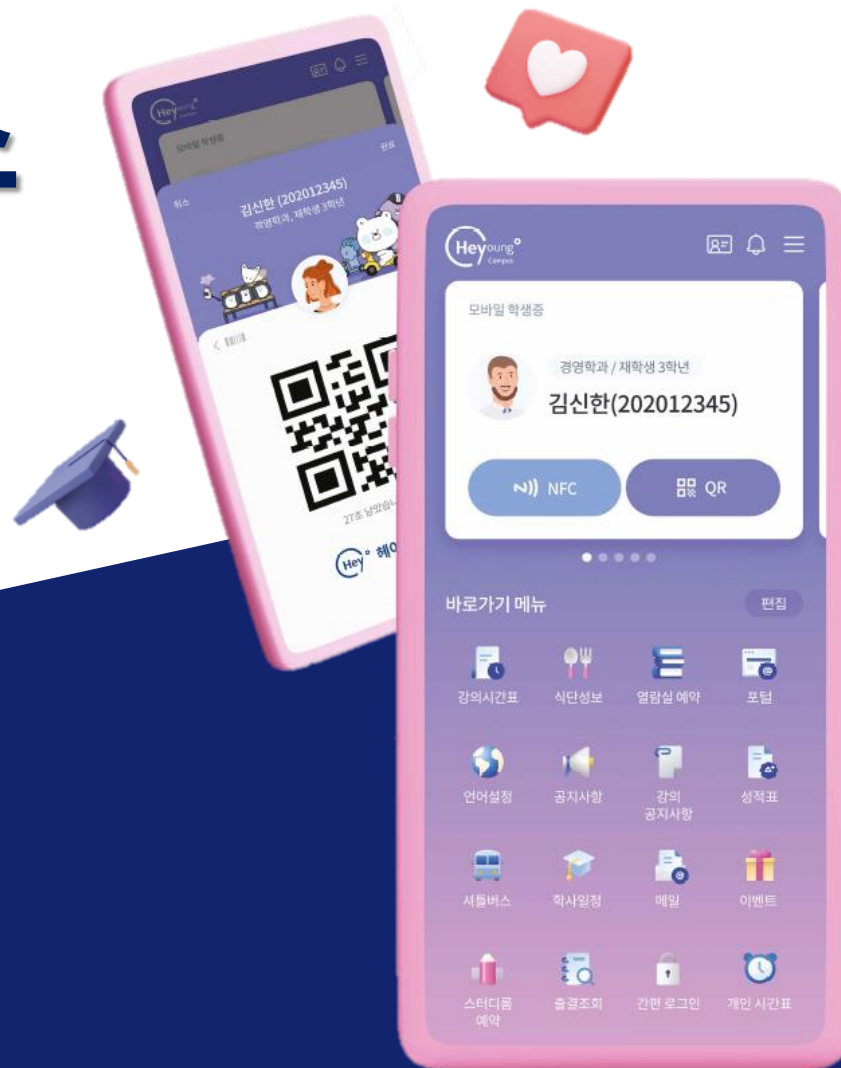 Heyoung
모바일 학생증
취소
완료
김신한 (202012345)
경영학과, 재학생 3학년
Hey
Heyoung
Campus
모바일 학생증
경영학과 / 재학생 3학년
김신한(202012345)
NFC
QR
바로가기 메뉴
편집
강의시간표
식단정보
열람실 예약
포털
언어설정
공지사항
강의
공지사항
성적표
셔틀버스
학사일정
메일
이벤트
스터디룸
예약
출결조회
간편 로그인
개인 시간표